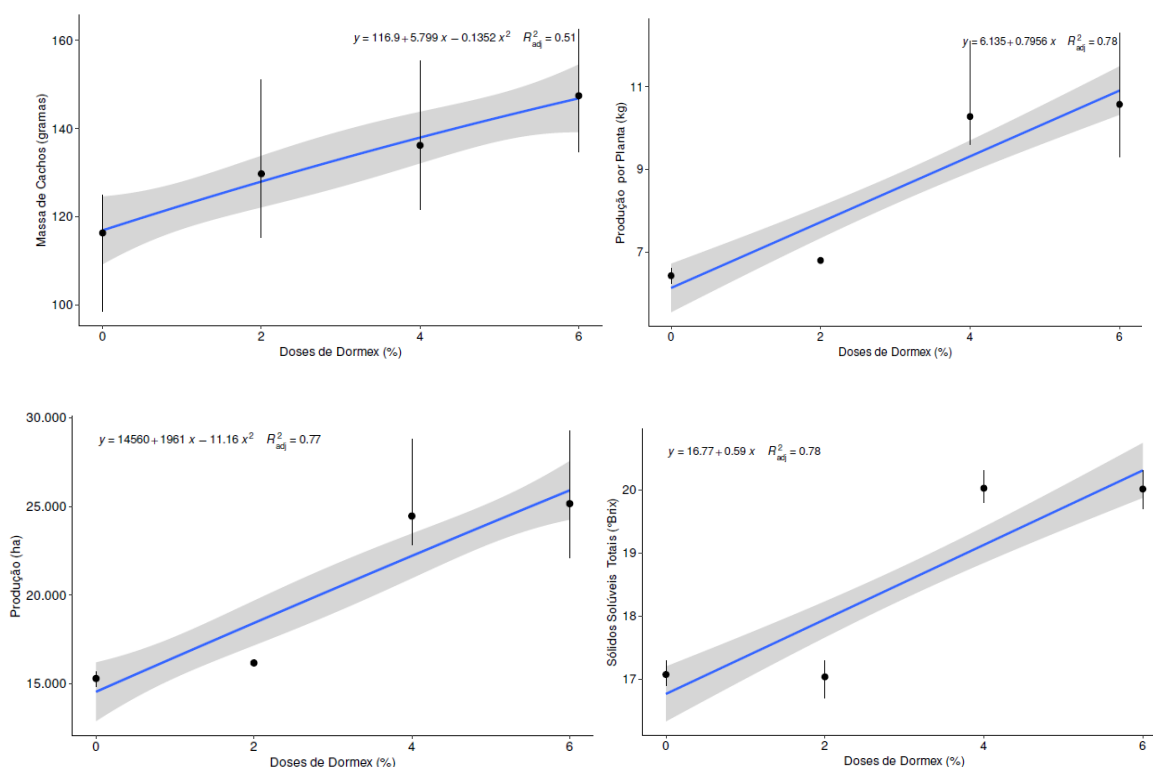 y = 116.9 + 5.799 x − 0.1352 x² R²adj = 0.51
160
140
120
100
Massa de Cachos (gramas)
0 2 4 6
Doses de Dormex (%)
y = 6.135 + 0.7956 x R²adj = 0.78
11
9
7
Produção por Planta (kg)
0 2 4 6
Doses de Dormex (%)
y = 14560 + 1961 x − 11.16 x² R²adj = 0.77
30.000
25.000
20.000
15.000
Produção (ha)
0 2 4 6
Doses de Dormex (%)
y = 16.77 + 0.59 x R²adj = 0.78
20
19
18
17
Sólidos Solúveis Totais (ºBrix)
0 2 4 6
Doses de Dormex (%)